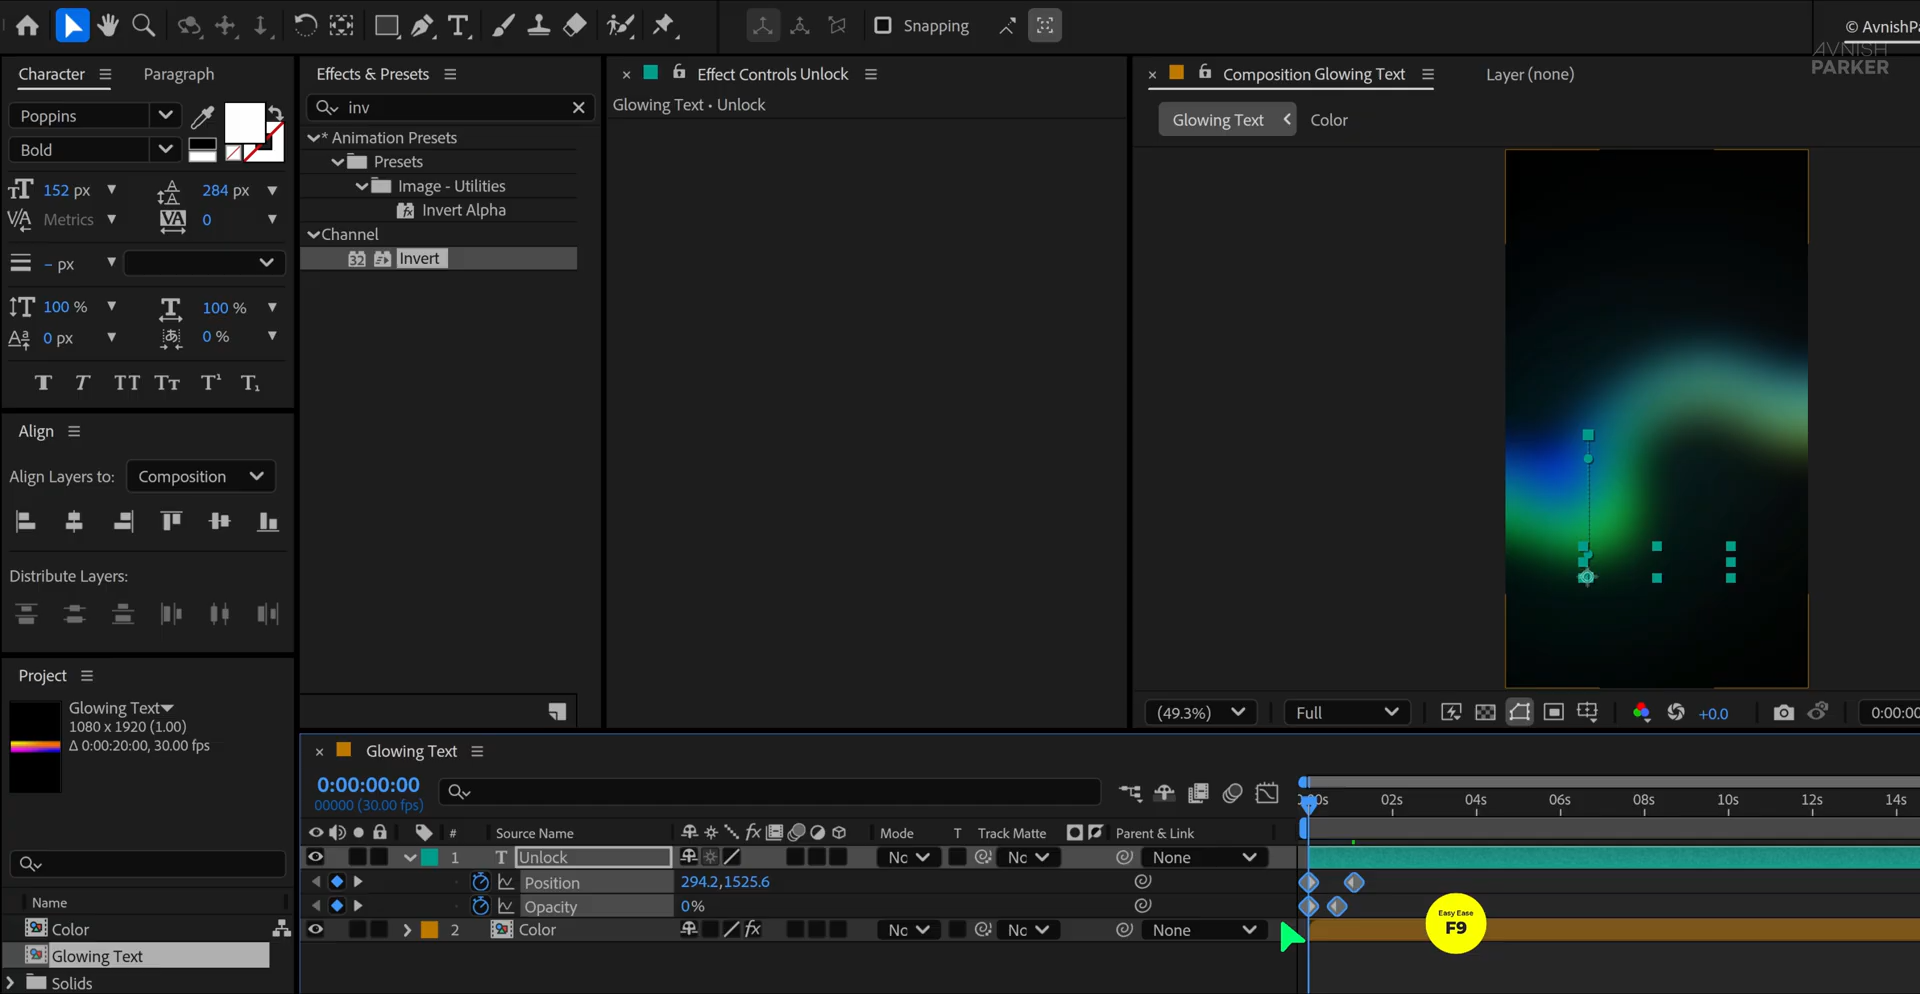 Snapping
© AvnishPa
AVNISH
PARKER
Character
Paragraph
Effects & Presets
Effect Controls Unlock
Composition Glowing Text
Layer (none)
Poppins
inv
Glowing Text • Unlock
Glowing Text
Color
Bold
* Animation Presets
Presets
Image - Utilities
Invert Alpha
Channel
32
Invert
152 px
284 px
Metrics
0
- px
100 %
100 %
0 px
0 %
Align
Align Layers to:
Composition
Distribute Layers:
Project
Glowing Text
1080 x 1920 (1.00)
Δ 0:00:20:00, 30.00 fps
(49.3%)
Full
+0.0
0:00:00
Glowing Text
0:00:00:00
00000 (30.00 fps)
0:00s
02s
04s
06s
08s
10s
12s
14s
#
Source Name
Mode
T
Track Matte
Parent & Link
1
Unlock
Nc
Nc
None
Position
294.2,1525.6
Opacity
0%
2
Color
Nc
Nc
None
Easy Ease
F9
Name
Color
Glowing Text
Solids